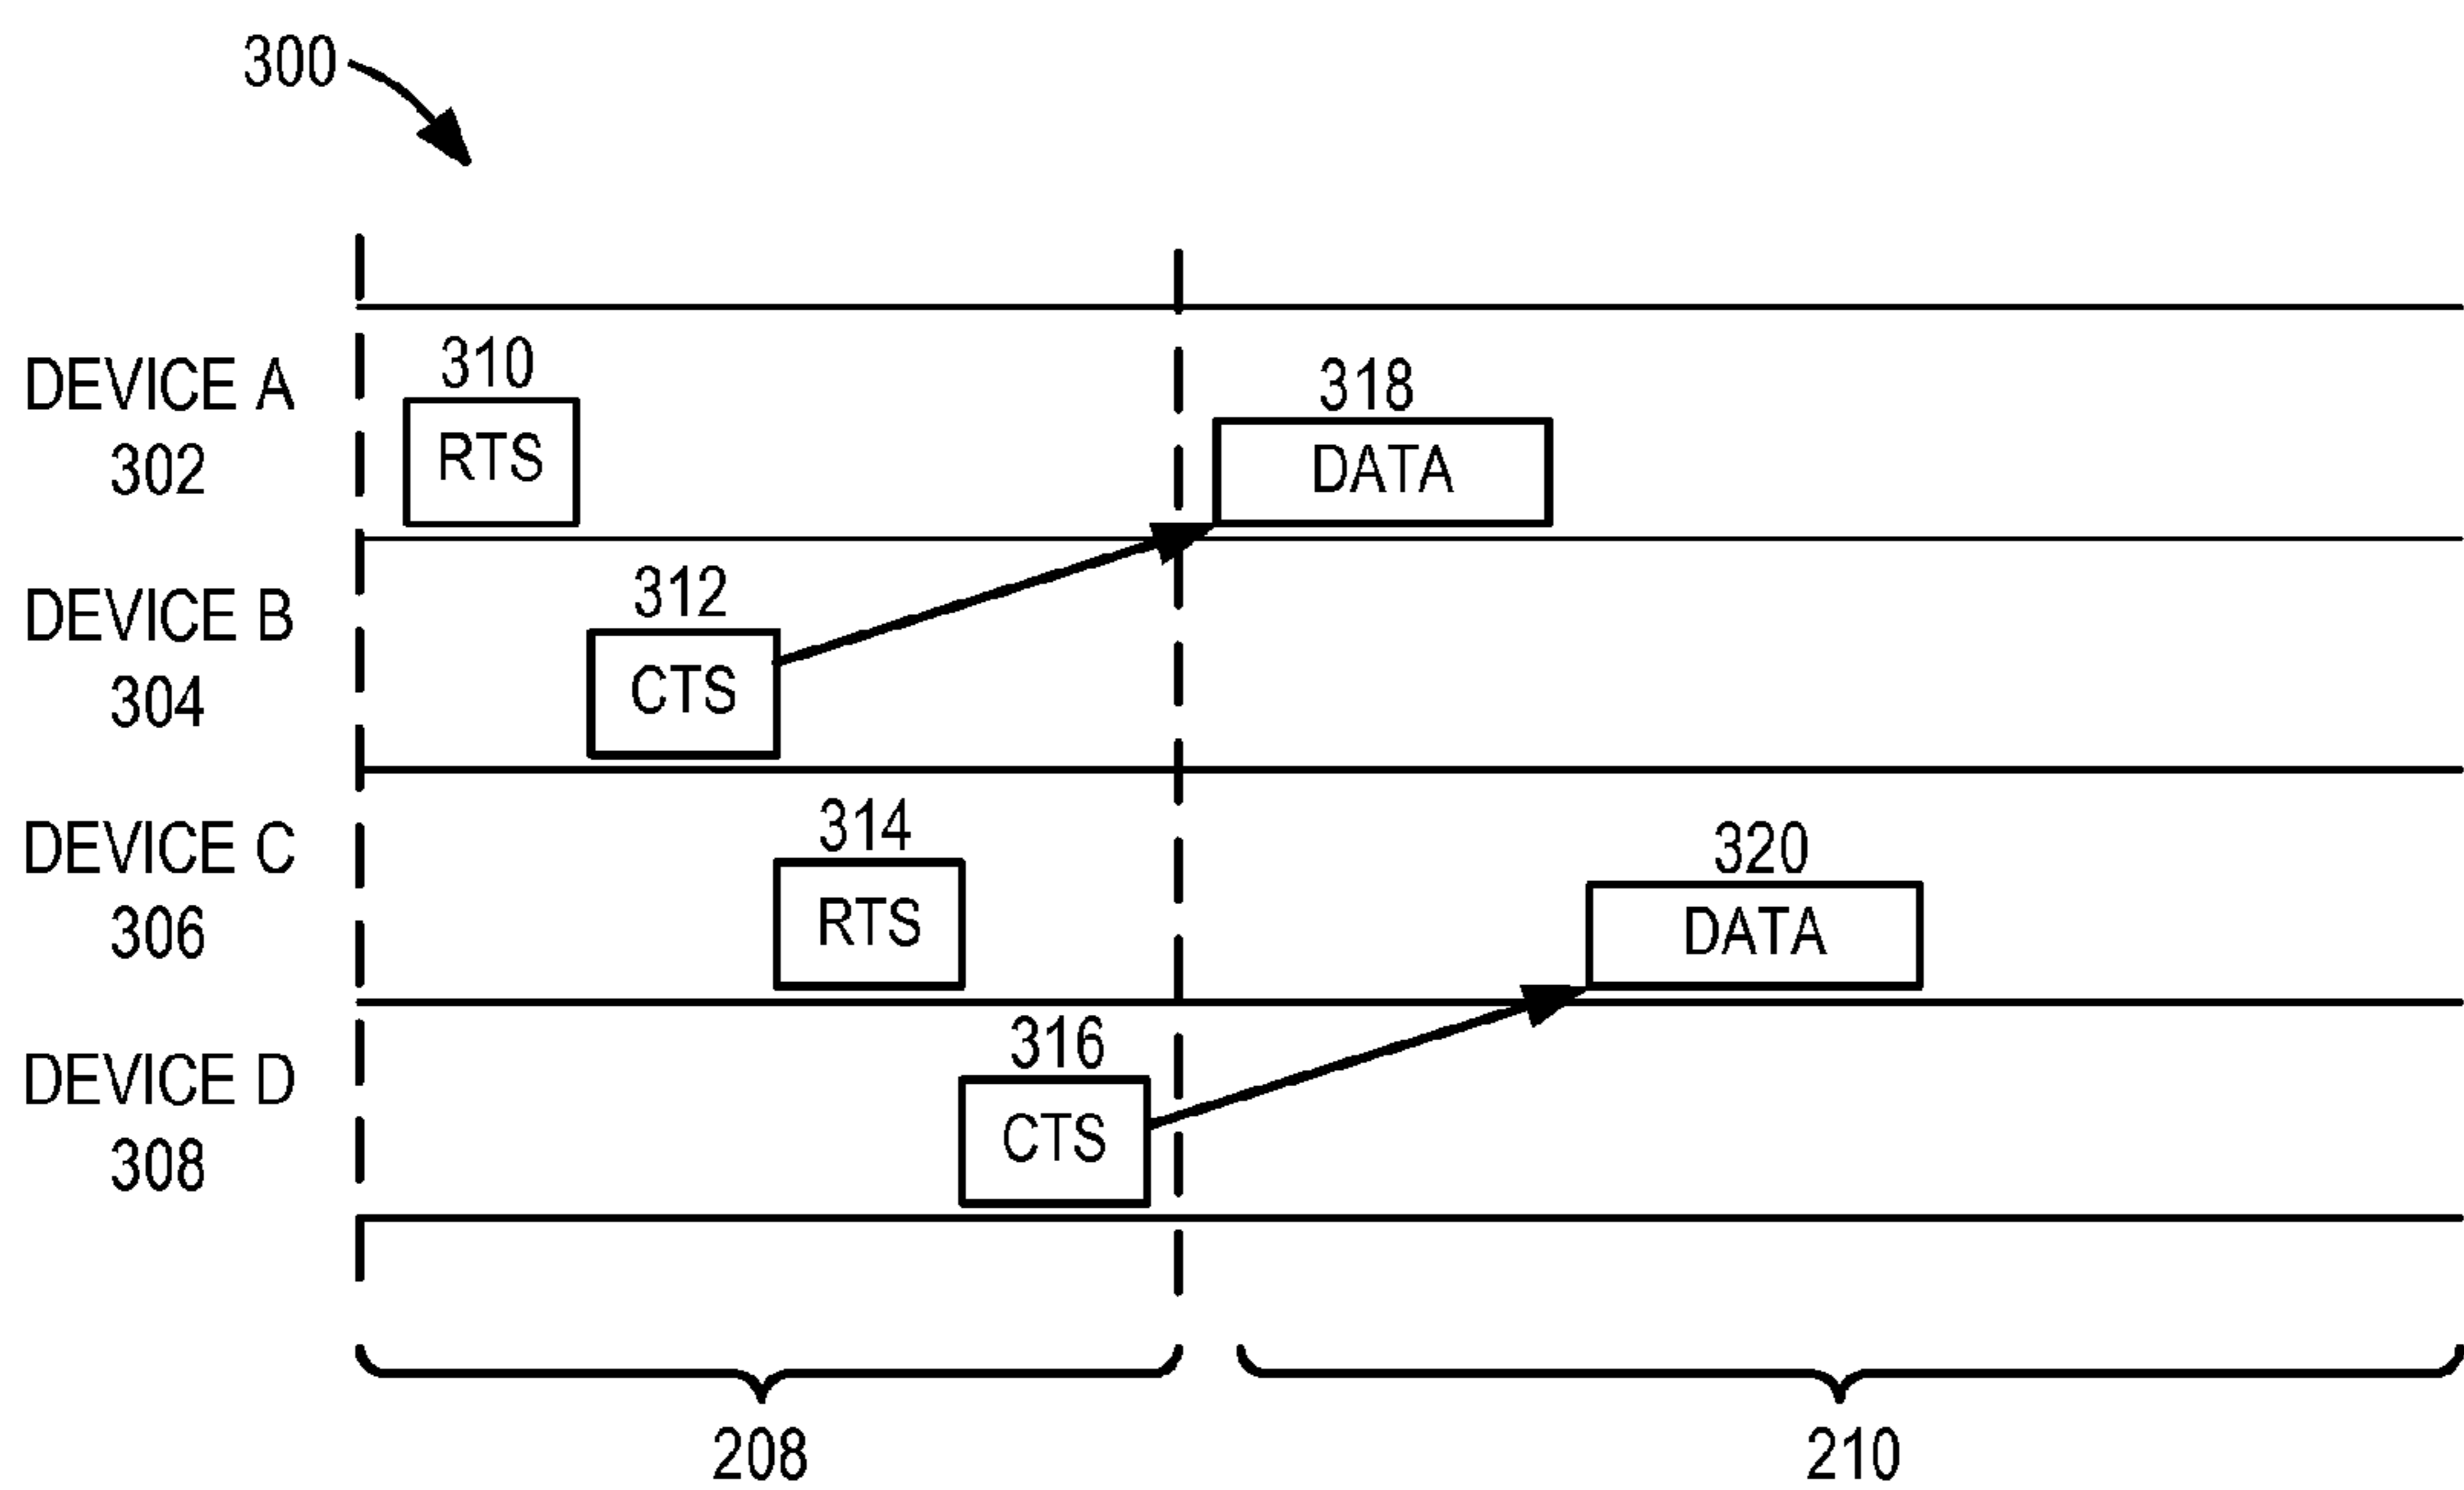 300
DEVICE A
302
310
RTS
318
DATA
DEVICE B
304
312
CTS
DEVICE C
306
314
RTS
320
DATA
DEVICE D
308
316
CTS
208
210